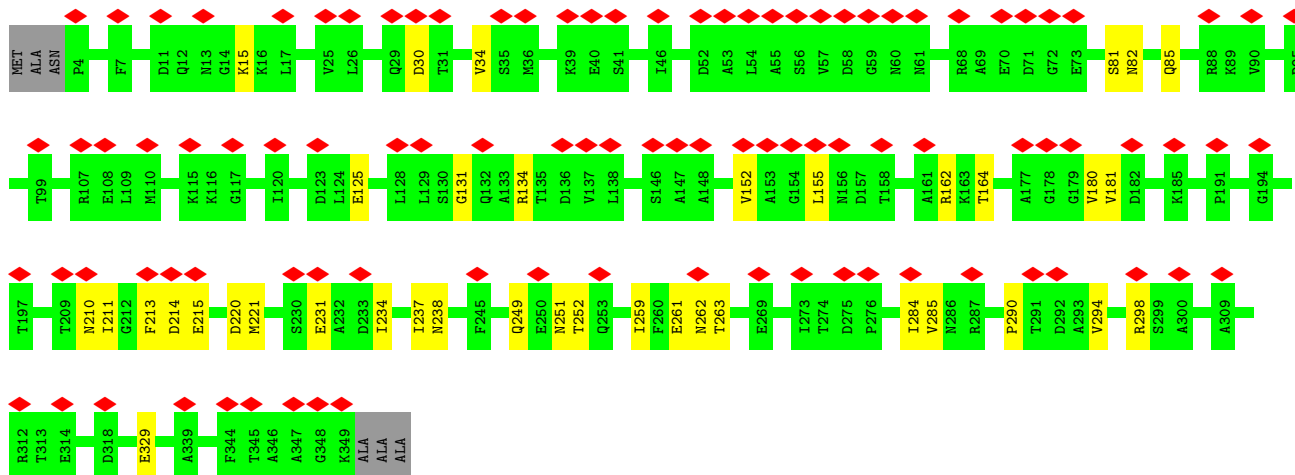 MET ALA ASN P4 F7 D11 Q12 N13 G14 K15 K16 L17 V25 L26 Q29 D30 T31 V34 S35 M36 K39 E40 S41 I46 D52 A53 L54 A55 S56 V57 D58 G59 N60 N61 R68 A69 E70 D71 G72 E73 S81 N82 Q85 R88 K89 V90
T99 R107 E108 L109 M110 K115 K116 G117 I120 D123 L124 E125 L128 L129 S130 G131 Q132 A133 R134 T135 D136 V137 L138 S146 A147 A148 V152 A153 G154 L155 N156 D157 T158 A161 R162 K163 T164 A177 G178 G179 V180 V181 D182 K185 P191 G194
T197 T209 N210 I211 G212 F213 D214 E215 D220 M221 S230 E231 A232 D233 I234 I237 N238 F245 Q249 E250 N251 T252 Q253 I259 F260 E261 N262 T263 E269 I273 T274 D275 P276 I284 V285 N286 R287 P290 T291 D292 A293 V294 R298 S299 A300 A309
R312 T313 E314 D318 E329 A339 F344 T345 A346 A347 G348 K349 ALA ALA ALA